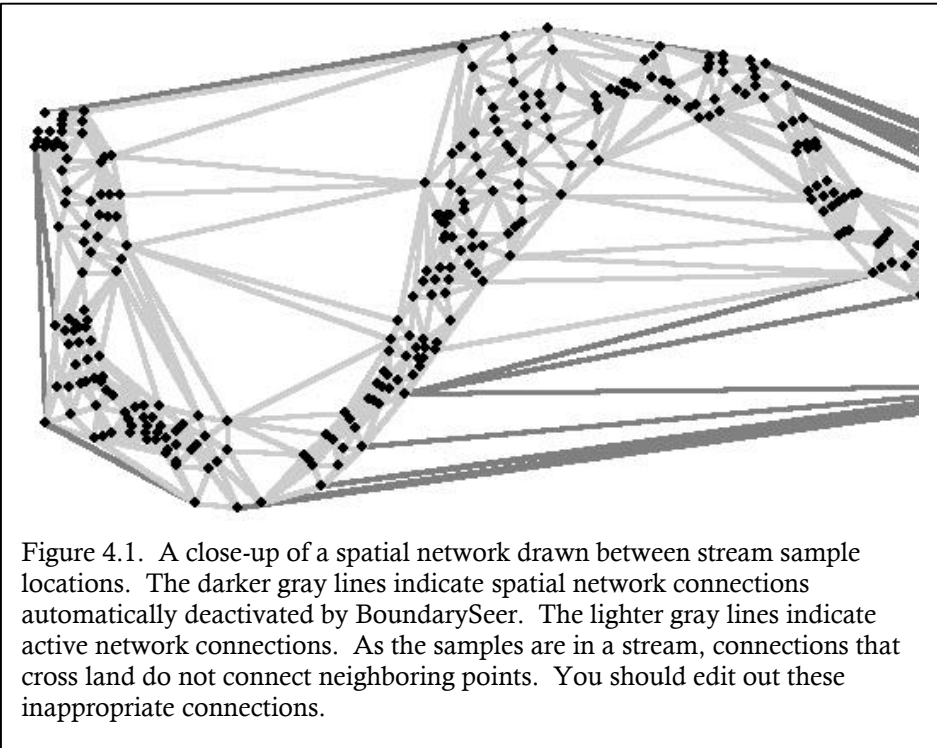 Figure 4.1.  A close-up of a spatial network drawn between stream sample
locations.  The darker gray lines indicate spatial network connections
automatically deactivated by BoundarySeer.  The lighter gray lines indicate
active network connections.  As the samples are in a stream, connections that
cross land do not connect neighboring points.  You should edit out these
inappropriate connections.